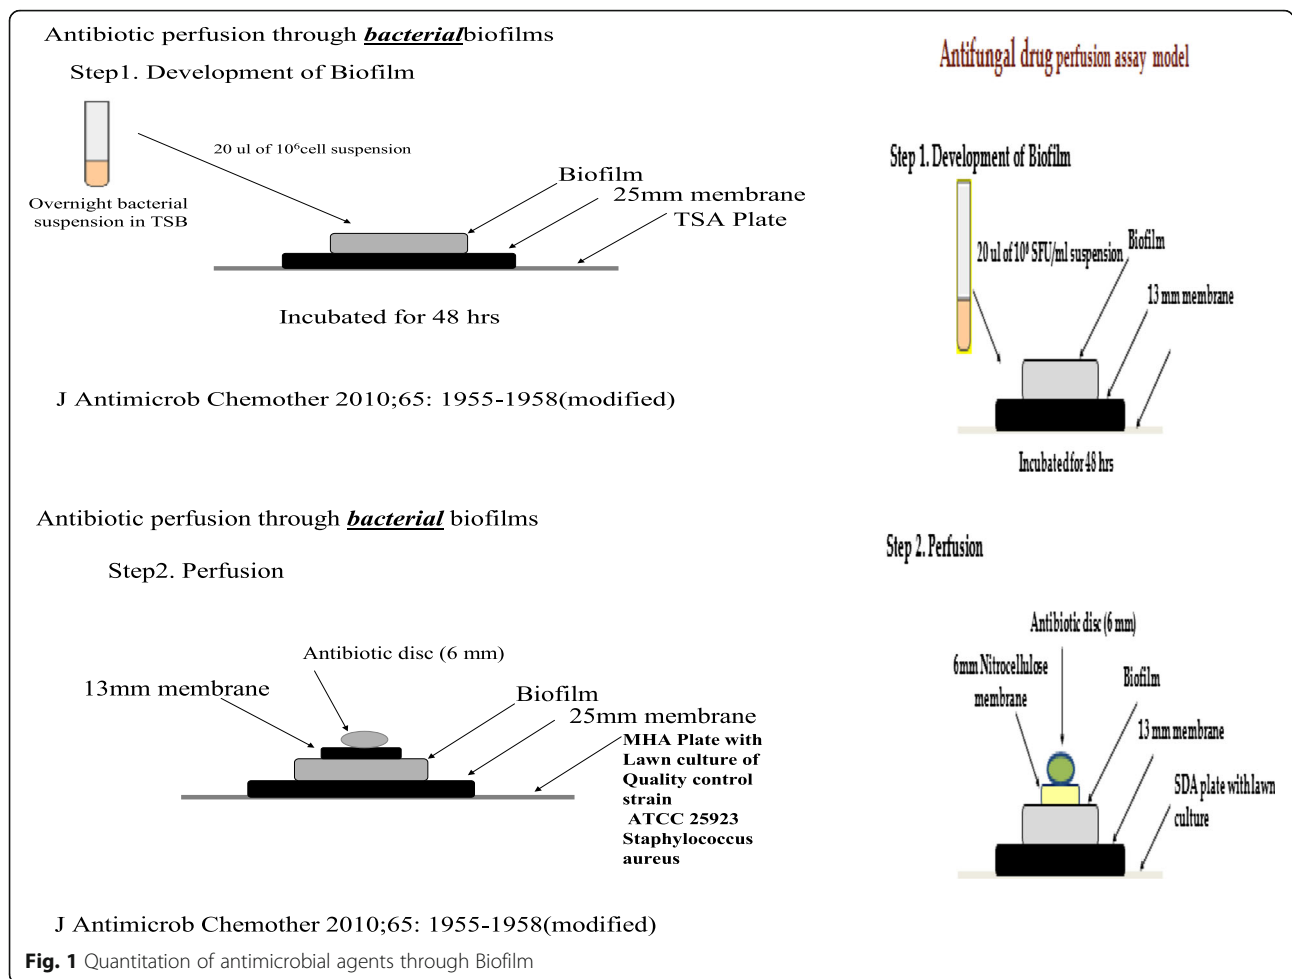 Antibiotic perfusion through bacterial biofilms
Step1. Development of Biofilm
20 ul of 10⁶cell suspension
Overnight bacterial
suspension in TSB
Biofilm
25mm membrane
TSA Plate
Incubated for 48 hrs
J Antimicrob Chemother 2010;65: 1955-1958(modified)
Antibiotic perfusion through bacterial biofilms
Step2. Perfusion
Antibiotic disc (6 mm)
13mm membrane
Biofilm
25mm membrane
MHA Plate with
Lawn culture of
Quality control
strain
ATCC 25923
Staphylococcus
aureus
J Antimicrob Chemother 2010;65: 1955-1958(modified)
Antifungal drug perfusion assay model
Step 1. Development of Biofilm
20 ul of SFU/ml suspension
Biofilm
13 mm membrane
Incubated for 48 hrs
Step 2. Perfusion
Antibiotic disc (6 mm)
6mm Nitrocellulose
membrane
Biofilm
13 mm membrane
SDA plate with lawn
culture
Fig. 1 Quantitation of antimicrobial agents through Biofilm